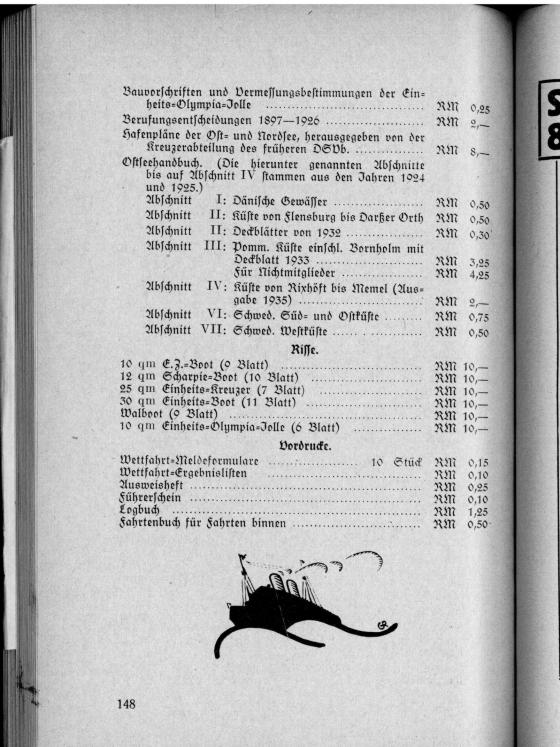 Bauvorschriften und Vermessungsbestimmungen der Ein-
heits-Olympia-Jolle .................... RM 0,25
Berufungsentscheidungen 1897—1926 .................... RM 2,—
Hafenpläne der Ost- und Nordsee, herausgegeben von der
Kreuzerabteilung des früheren DSVb. .............. RM 8,—
Ostseehandbuch. (Die hierunter genannten Abschnitte
bis auf Abschnitt IV stammen aus den Jahren 1924
und 1925.)
Abschnitt I: Dänische Gewässer .................... RM 0,50
Abschnitt II: Küste von Flensburg bis Darßer Orth RM 0,50
Abschnitt II: Deckblätter von 1932 .................... RM 0,30
Abschnitt III: Pomm. Küste einschl. Bornholm mit
Deckblatt 1933 .................... RM 3,25
Für Nichtmitglieder .................... RM 4,25
Abschnitt IV: Küste von Rixhöft bis Memel (Aus-
gabe 1935) .................... RM 2,—
Abschnitt VI: Schwed. Süd- und Ostküste ........ RM 0,75
Abschnitt VII: Schwed. Westküste .................... RM 0,50
Risse.
10 qm E.Z.-Boot (9 Blatt) .................... RM 10,—
12 qm Scharpie-Boot (10 Blatt) .................... RM 10,—
25 qm Einheits-Kreuzer (7 Blatt) .................... RM 10,—
30 qm Einheits-Boot (11 Blatt) .................... RM 10,—
Walboot (9 Blatt) .................... RM 10,—
10 qm Einheits-Olympia-Jolle (6 Blatt) .................... RM 10,—
Vordrucke.
Wettfahrt-Meldeformulare .................... 10 Stück RM 0,15
Wettfahrt-Ergebnislisten .................... RM 0,10
Ausweisheft .................... RM 0,25
Führerschein .................... RM 0,10
Logbuch .................... RM 1,25
Fahrtenbuch für Fahrten binnen .................... RM 0,50
148
S
8